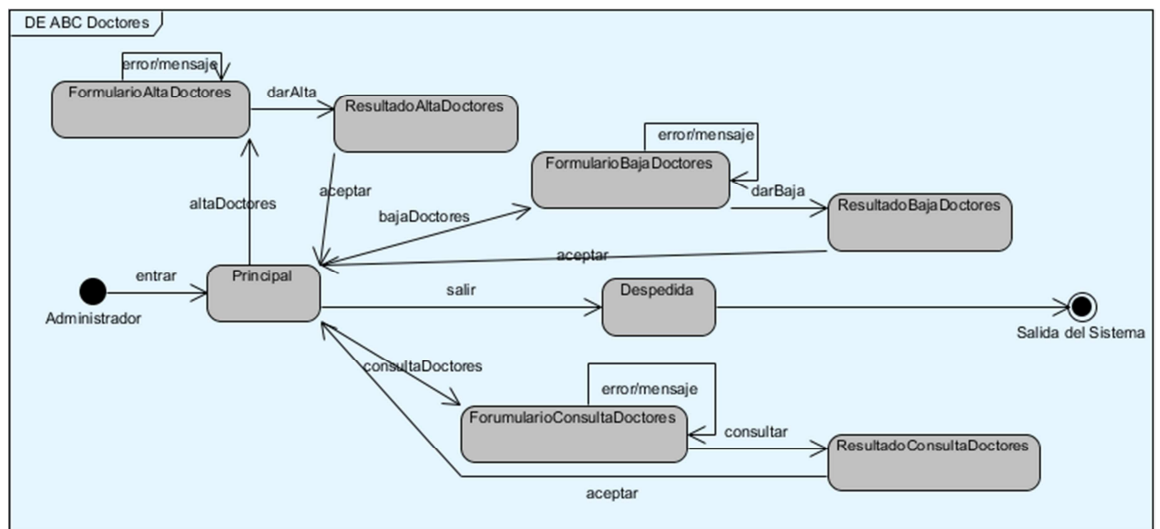 DE ABC Doctores
error/mensaje
FormularioAltaDoctores
darAlta
ResultadoAltaDoctores
error/mensaje
FormularioBajaDoctores
aceptar
darBaja
altaDoctores
bajaDoctores
ResultadoBajaDoctores
aceptar
entrar
Principal
salir
Despedida
Administrador
Salida del Sistema
consultaDoctores
error/mensaje
ForumularioConsultaDoctores
consultar
ResultadoConsultaDoctores
aceptar